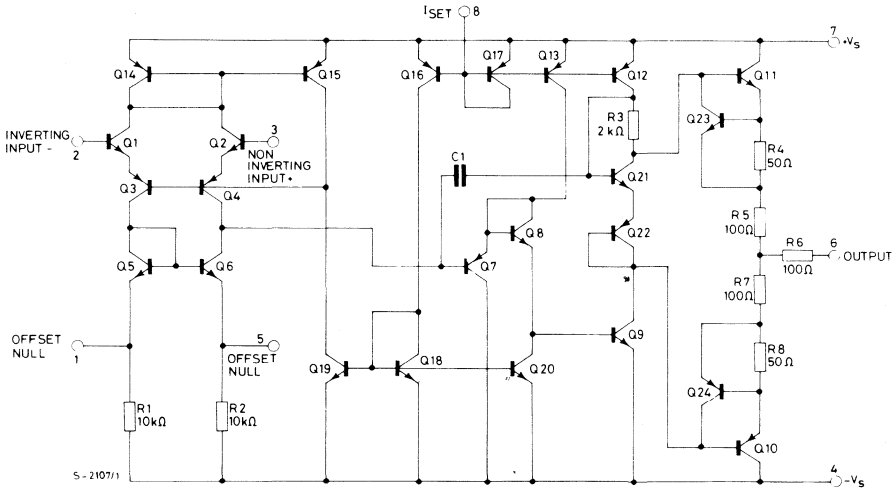 I SET 8
7
+Vs
Q14
Q15
Q16
Q17
Q13
Q12
Q11
Q23
R3
2 kΩ
R4
50Ω
INVERTING
INPUT -
2
Q1
Q2
3
NON
INVERTING
INPUT +
C1
Q3
Q4
Q21
R5
100Ω
R6
100Ω
6
OUTPUT
Q8
Q22
Q5
Q6
Q7
R7
100Ω
OFFSET
NULL
1
5
OFFSET
NULL
Q9
Q19
Q18
Q20
R8
50Ω
Q24
R1
10kΩ
R2
10kΩ
Q10
S-2107/1
4
-Vs